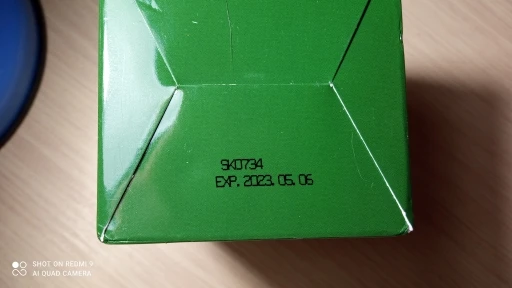 SK0734
EXP. 2023. 05. 06
SHOT ON REDMI 9
AI QUAD CAMERA